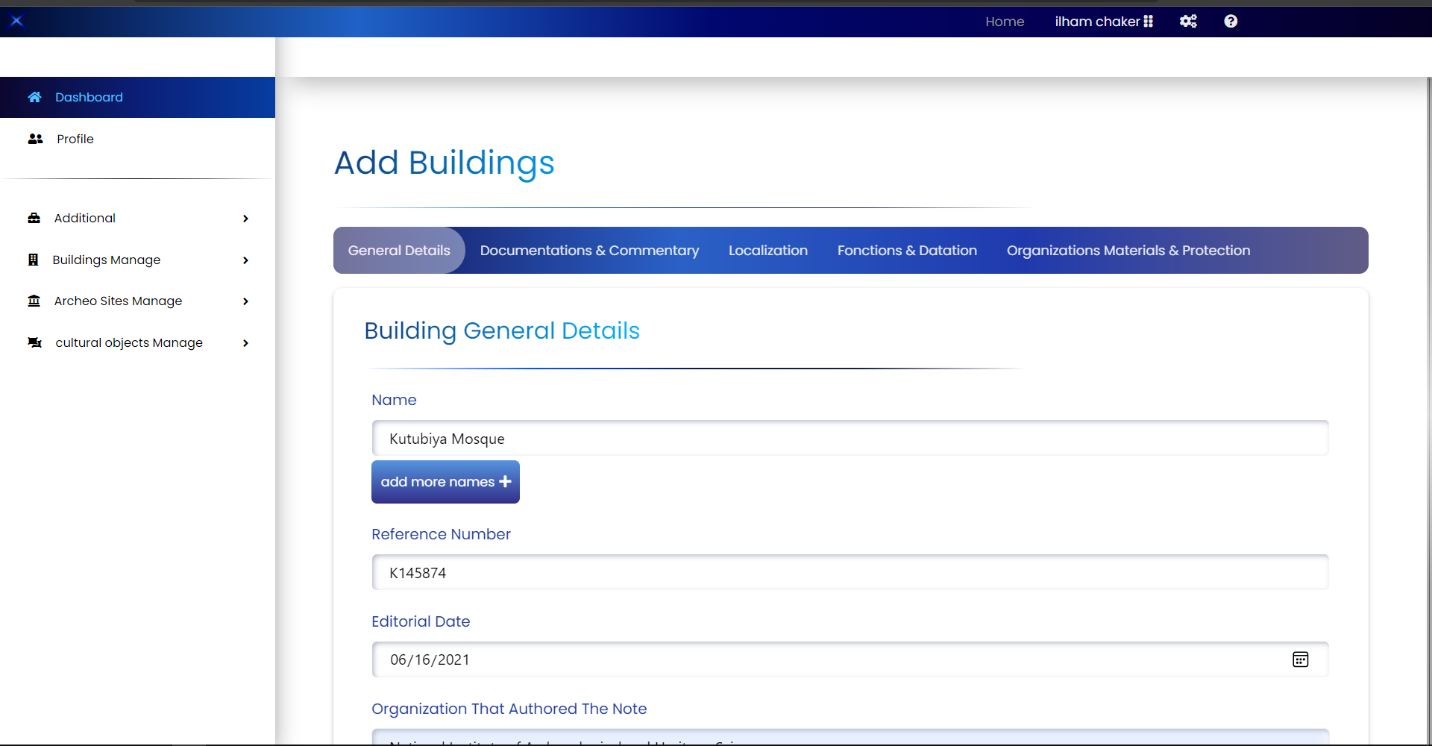 Home ilham chaker
Dashboard
Profile
Additional
Buildings Manage
Archeo Sites Manage
cultural objects Manage
Add Buildings
General Details Documentations & Commentary Localization Fonctions & Datation Organizations Materials & Protection
Building General Details
Name
Kutubiya Mosque
add more names +
Reference Number
K145874
Editorial Date
06/16/2021
Organization That Authored The Note